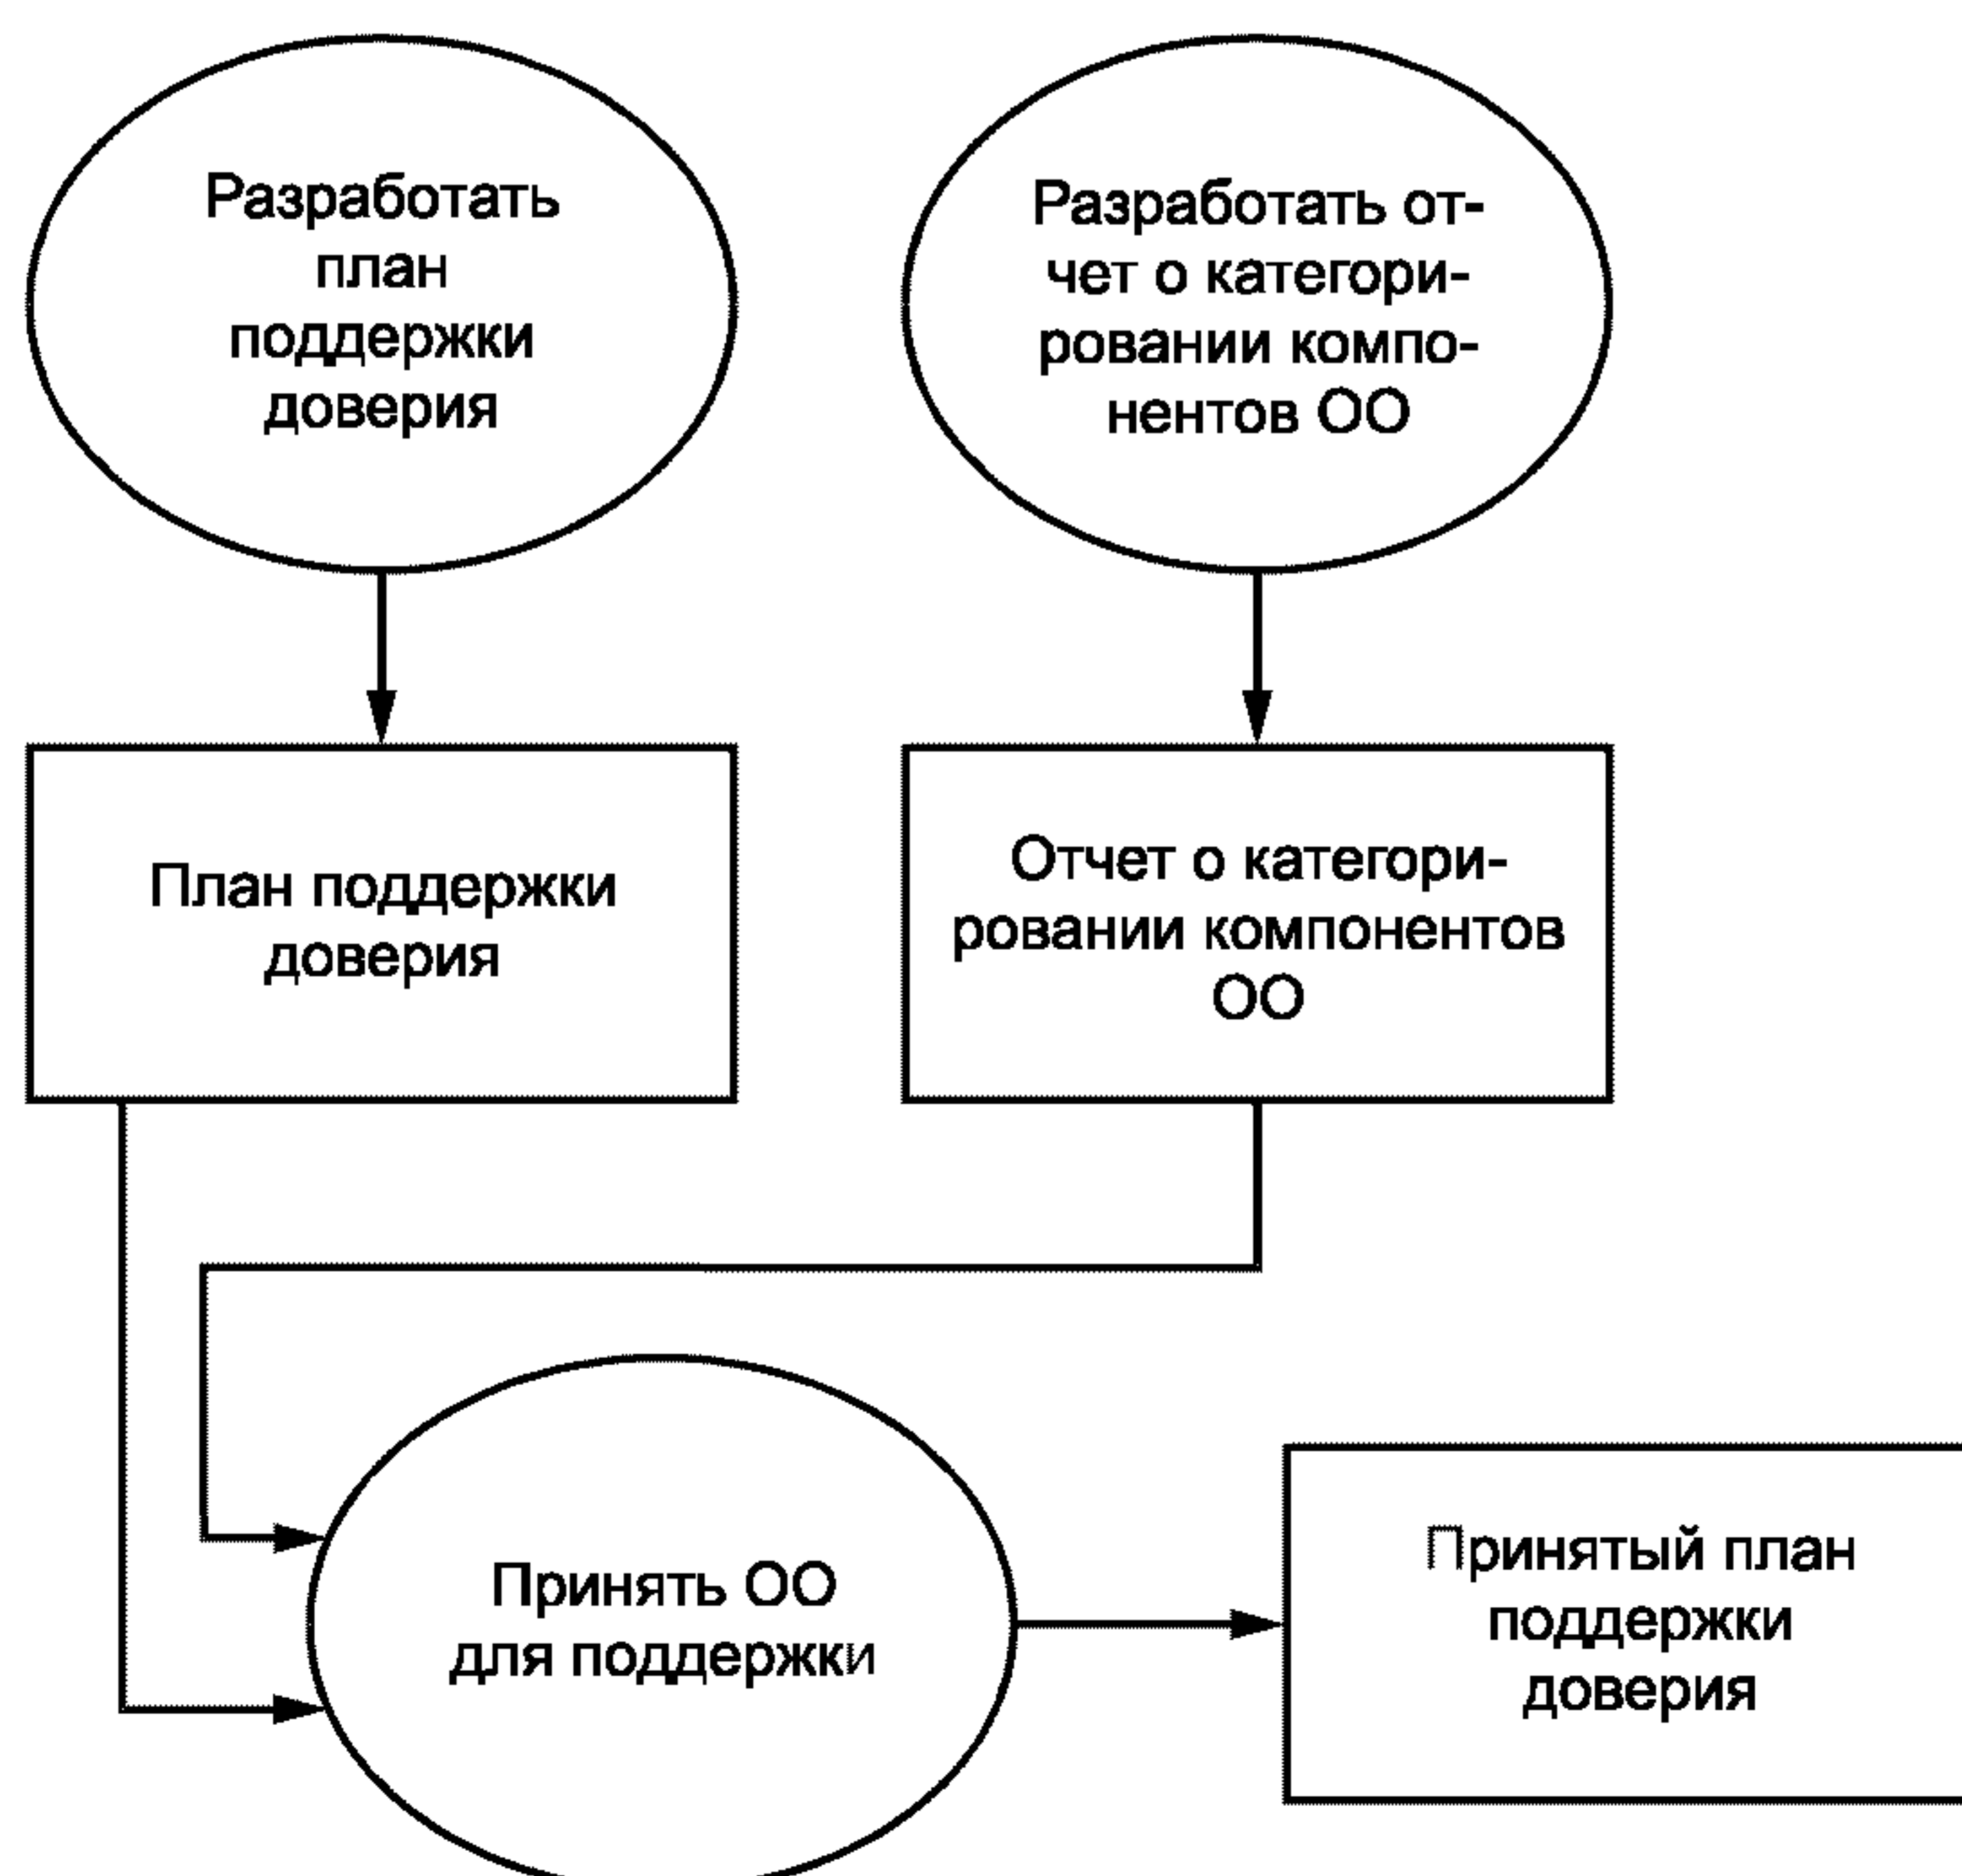 Разработать
план
поддержки
доверия
Разработать от-
чет о категори-
ровании компо-
нентов ОО
План поддержки
доверия
Отчет о категори-
ровании компонентов
ОО
Принять ОО
для поддержки
Принятый план
поддержки
доверия